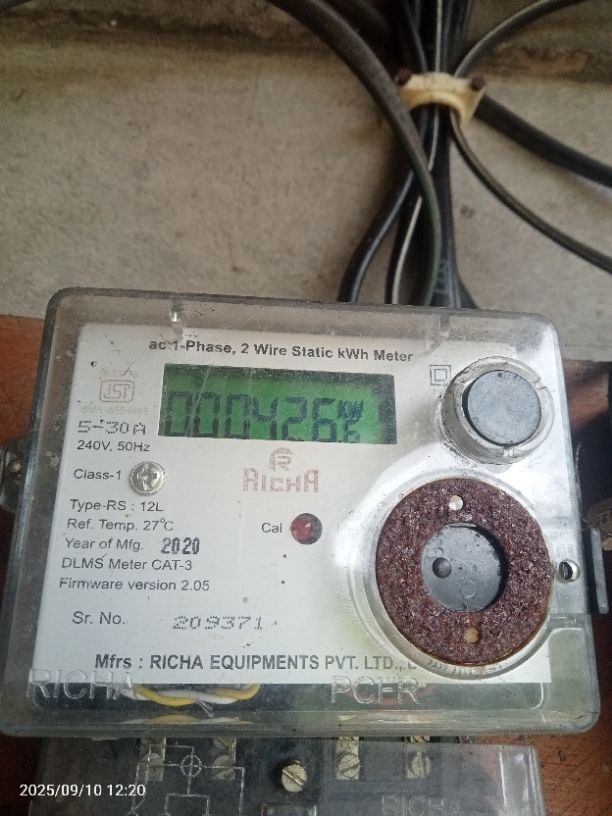 ac 1-Phase, 2 Wire Static kWh Meter
ISI
5-30A
240V, 50Hz
000426
Class-1
RICHA
Type-RS : 12L
Ref. Temp. 27°C
Cal
Year of Mfg. 2020
DLMS Meter CAT-3
Firmware version 2.05
Sr. No. 209371
Mfrs : RICHA EQUIPMENTS PVT. LTD.,
RICHA
2025/09/10 12:20
RICHA